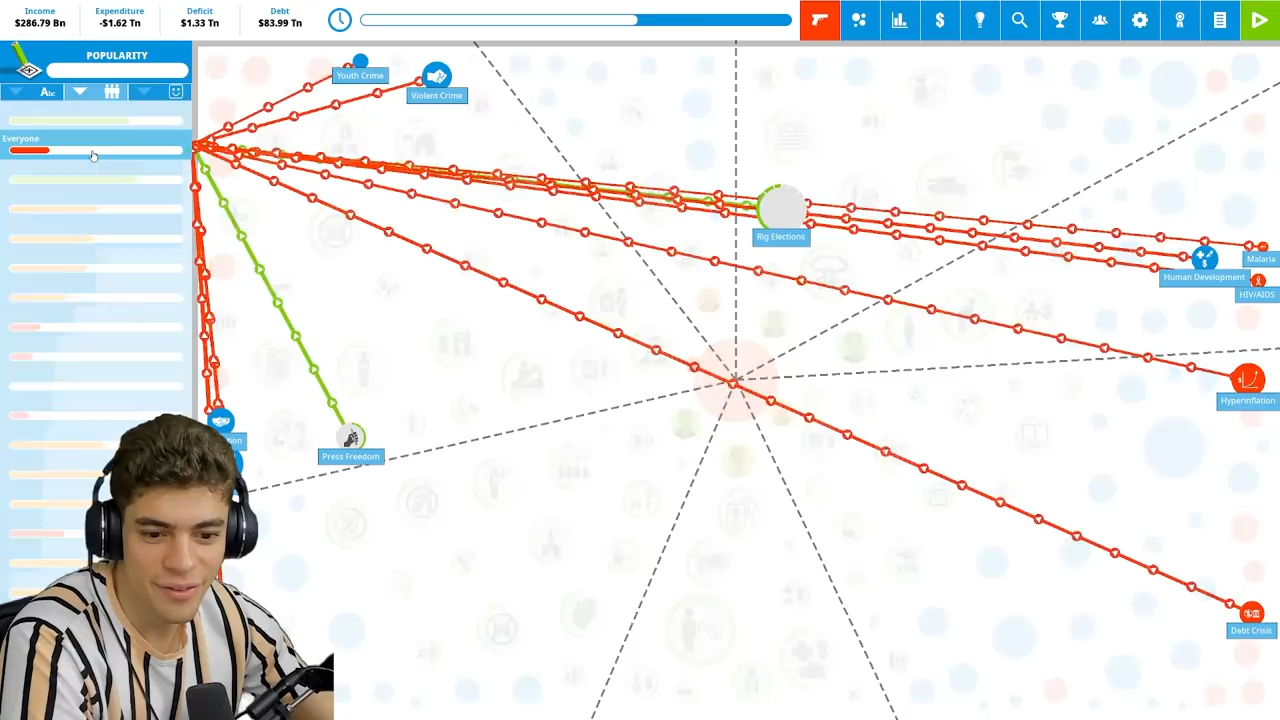 Income
$286.79 Bn
Expenditure
-$1.62 Tn
Deficit
$1.33 Tn
Debt
$83.99 Tn
POPULARITY
Abc
Everyone
Youth Crime
Violent Crime
Rig Elections
Malaria
Human Development
HIV/AIDS
Hyperinflation
Press Freedom
Debt Crisis